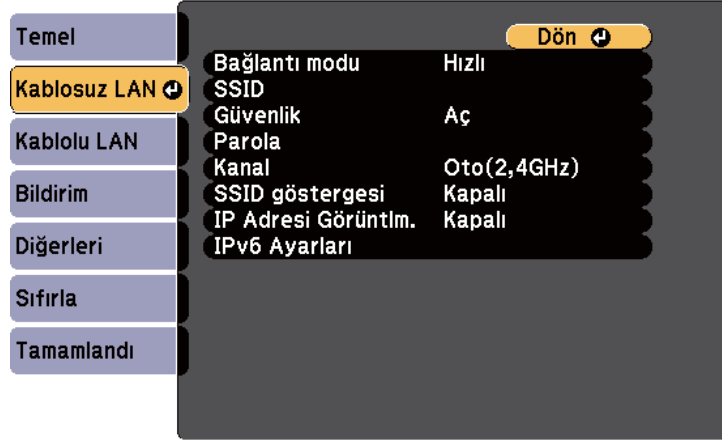 Temel
Kablosuz LAN
Kablolu LAN
Bildirim
Diğerleri
Sıfırla
Tamamlandı
Dön
Bağlantı modu Hızlı
SSID
Güvenlik Aç
Parola
Kanal Oto(2,4GHz)
SSID göstergesi Kapalı
IP Adresi Görüntlm. Kapalı
IPv6 Ayarları